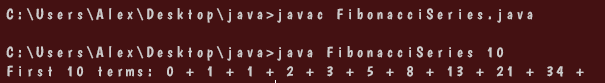 C:\Users\Alex\Desktop\java>javac FibonacciSeries.java
C:\Users\Alex\Desktop\java>java FibonacciSeries 10
First 10 terms: 0 + 1 + 1 + 2 + 3 + 5 + 8 + 13 + 21 + 34 +